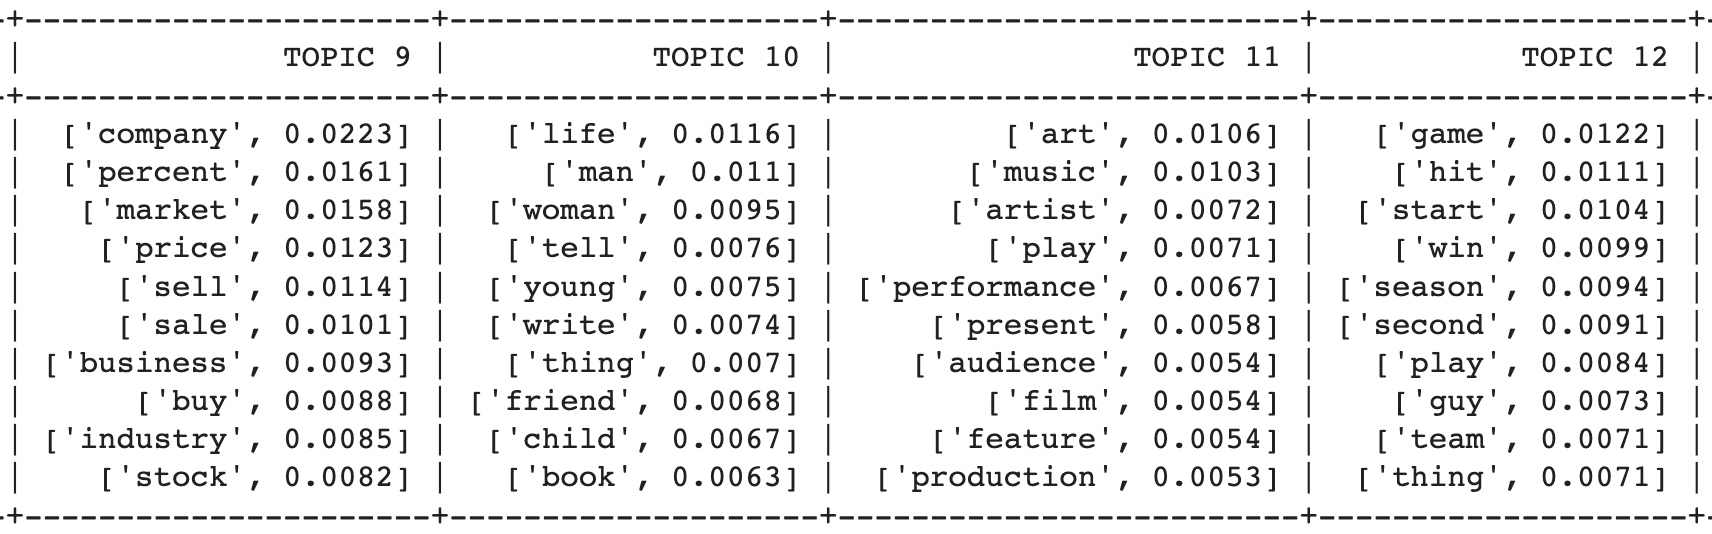 -+-----------------------+---------------------+---------------------------+---------------------+-
| TOPIC 9 | TOPIC 10 | TOPIC 11 | TOPIC 12 |
-+-----------------------+---------------------+---------------------------+---------------------+-
| ['company', 0.0223] | ['life', 0.0116] | ['art', 0.0106] | ['game', 0.0122] |
| ['percent', 0.0161] | ['man', 0.011] | ['music', 0.0103] | ['hit', 0.0111] |
| ['market', 0.0158] | ['woman', 0.0095] | ['artist', 0.0072] | ['start', 0.0104] |
| ['price', 0.0123] | ['tell', 0.0076] | ['play', 0.0071] | ['win', 0.0099] |
| ['sell', 0.0114] | ['young', 0.0075] | ['performance', 0.0067] | ['season', 0.0094] |
| ['sale', 0.0101] | ['write', 0.0074] | ['present', 0.0058] | ['second', 0.0091] |
| ['business', 0.0093] | ['thing', 0.007] | ['audience', 0.0054] | ['play', 0.0084] |
| ['buy', 0.0088] | ['friend', 0.0068] | ['film', 0.0054] | ['guy', 0.0073] |
| ['industry', 0.0085] | ['child', 0.0067] | ['feature', 0.0054] | ['team', 0.0071] |
| ['stock', 0.0082] | ['book', 0.0063] | ['production', 0.0053] | ['thing', 0.0071] |
-+-----------------------+---------------------+---------------------------+---------------------+-